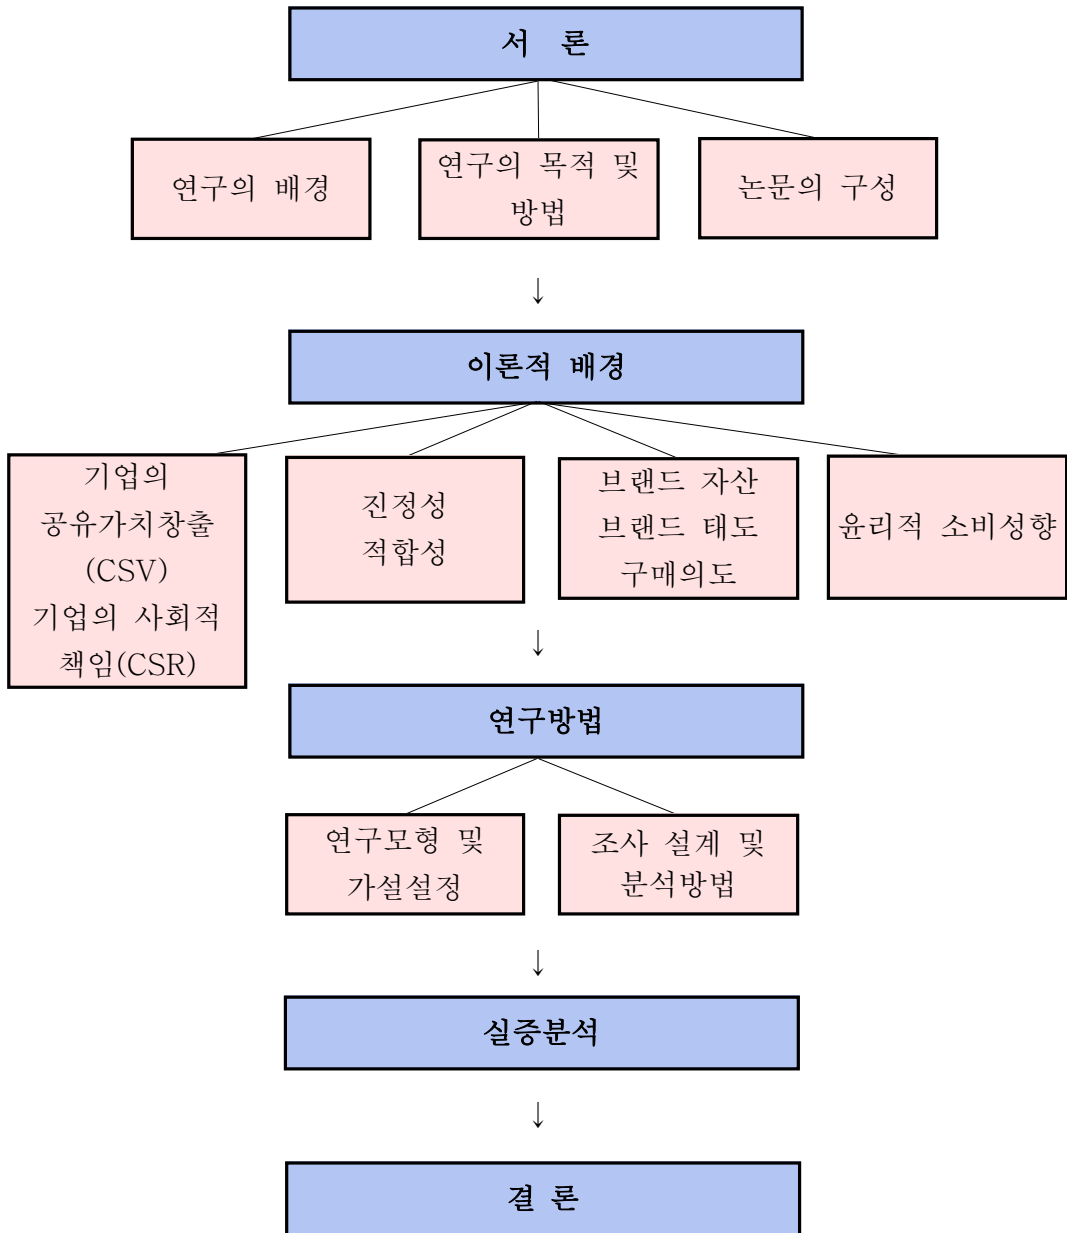 서 론
연구의 배경
연구의 목적 및
방법
논문의 구성
↓
이론적 배경
기업의
공유가치창출
(CSV)
기업의 사회적
책임(CSR)
진정성
적합성
브랜드 자산
브랜드 태도
구매의도
윤리적 소비성향
↓
연구방법
연구모형 및
가설설정
조사 설계 및
분석방법
↓
실증분석
↓
결 론